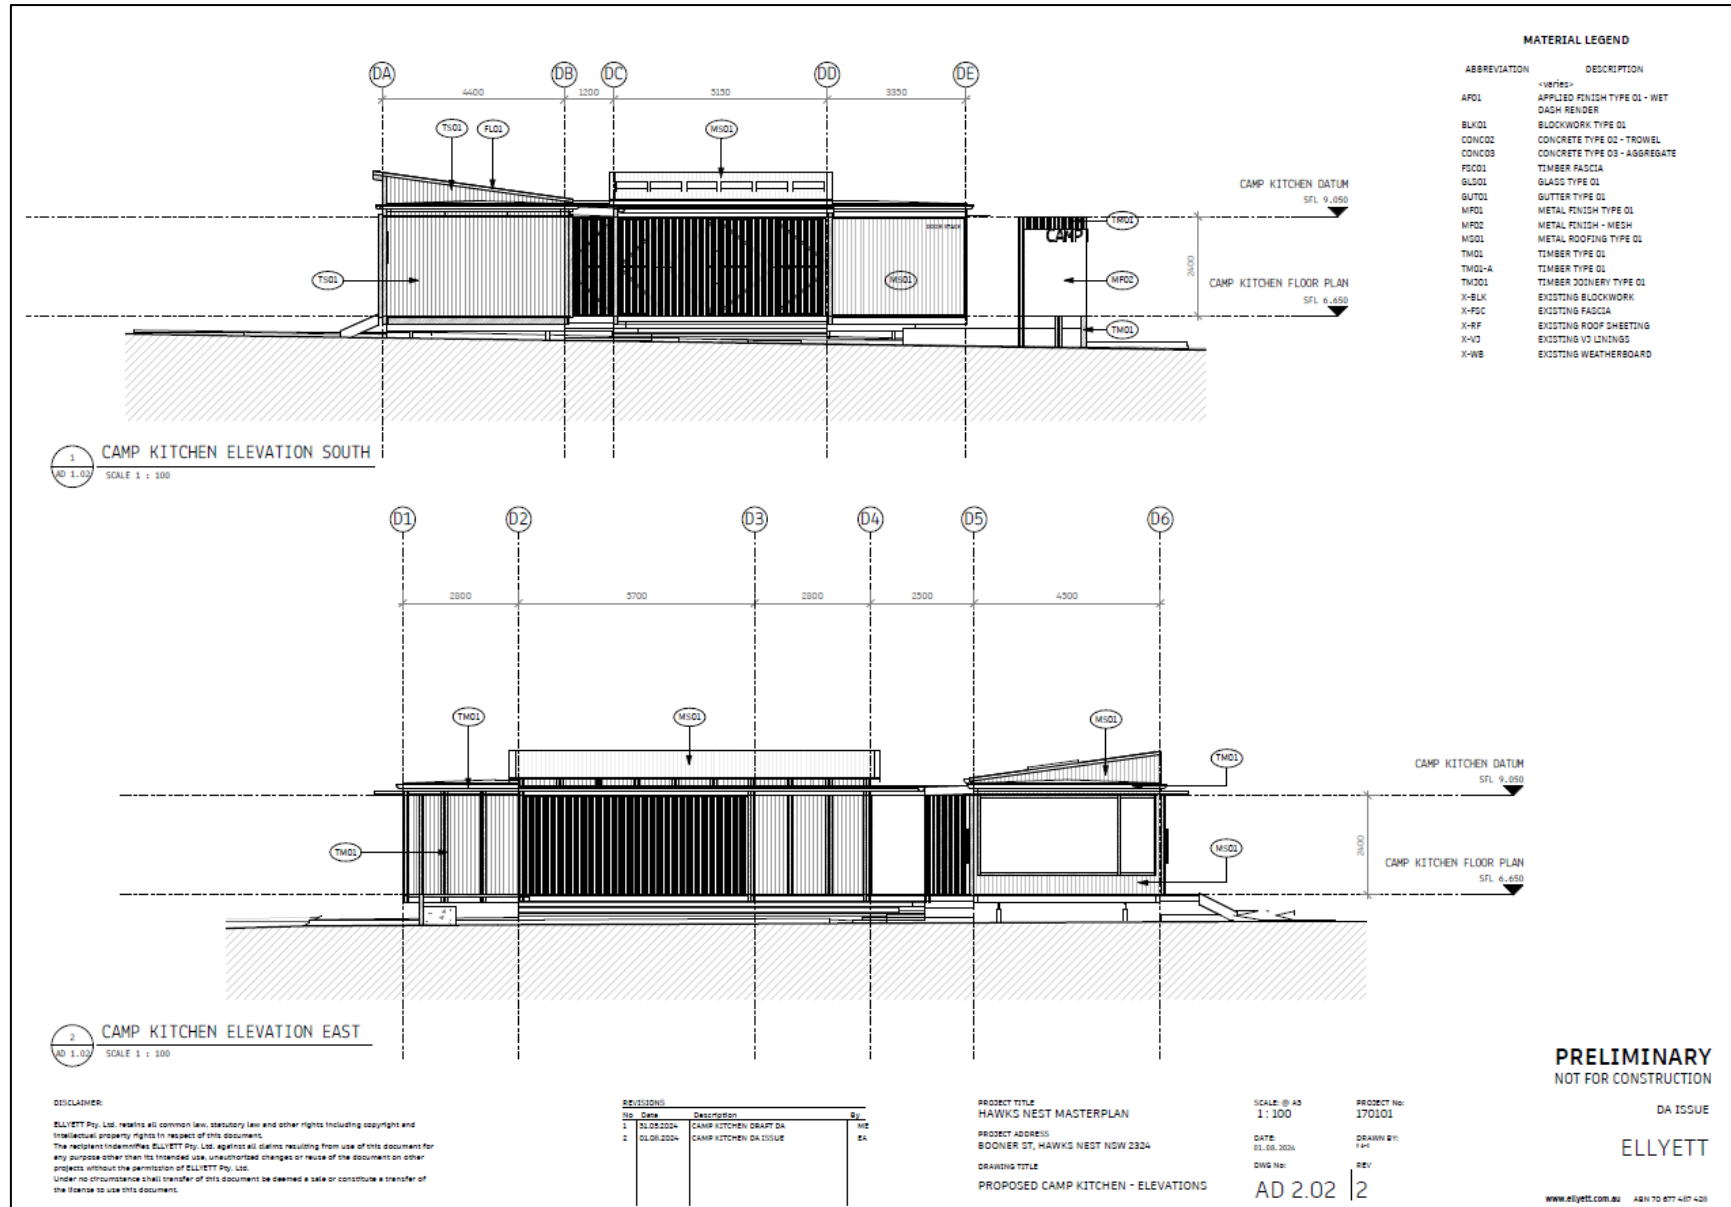 MATERIAL LEGEND
ABBREVIATION DESCRIPTION
<varies>
AF01 APPLIED FINISH TYPE 01 - WET
DASH RENDER
BLK01 BLOCKWORK TYPE 01
CONC02 CONCRETE TYPE 02 - TROWEL
CONC03 CONCRETE TYPE 03 - AGGREGATE
FSC01 TIMBER FASCIA
GLS01 GLASS TYPE 01
GUT01 GUTTER TYPE 01
MF01 METAL FINISH TYPE 01
MF02 METAL FINISH - MESH
MS01 METAL ROOFING TYPE 01
TM01 TIMBER TYPE 01
TM01-A TIMBER TYPE 01
TMJ01 TIMBER JOINERY TYPE 01
X-BLK EXISTING BLOCKWORK
X-FSC EXISTING FASCIA
X-RF EXISTING ROOF SHEETING
X-VJ EXISTING VJ LININGS
X-WB EXISTING WEATHERBOARD
DA DB DC DD DE
4400 1200 5150 3350
TS01 FL01 MS01
CAMP KITCHEN DATUM
SFL 9.050
TM01
DOOR STACK
CAMP
TS01 MS01 MF02
2400
CAMP KITCHEN FLOOR PLAN
SFL 6.650
TM01
1
AD 1.02
CAMP KITCHEN ELEVATION SOUTH
SCALE 1 : 100
D1 D2 D3 D4 D5 D6
2800 5700 2800 2500 4500
TM01 MS01 MS01
TM01
CAMP KITCHEN DATUM
SFL 9.050
TM01 MS01
2400
CAMP KITCHEN FLOOR PLAN
SFL 6.650
2
AD 1.02
CAMP KITCHEN ELEVATION EAST
SCALE 1 : 100
PRELIMINARY
NOT FOR CONSTRUCTION
DA ISSUE
ELLYETT
www.ellyett.com.au ABN 70 677 467 428
DISCLAIMER:
ELLYETT Pty. Ltd. retains all common law, statutory law and other rights including copyright and
intellectual property rights in respect of this document.
The recipient indemnifies ELLYETT Pty. Ltd. against all claims resulting from use of this document for
any purpose other than its intended use, unauthorized changes or reuse of the document on other
projects without the permission of ELLYETT Pty. Ltd.
Under no circumstance shall transfer of this document be deemed a sale or constitute a transfer of
the license to use this document.
REVISIONS
No Date Description By
1 31.05.2024 CAMP KITCHEN DRAFT DA ME
2 01.08.2024 CAMP KITCHEN DA ISSUE EA
PROJECT TITLE
HAWKS NEST MASTERPLAN
PROJECT ADDRESS
BOONER ST, HAWKS NEST NSW 2324
DRAWING TITLE
PROPOSED CAMP KITCHEN - ELEVATIONS
SCALE: @ A3
1 : 100
PROJECT No:
170101
DATE:
01.08.2024
DRAWN BY:
DWG No:
AD 2.02
REV
2